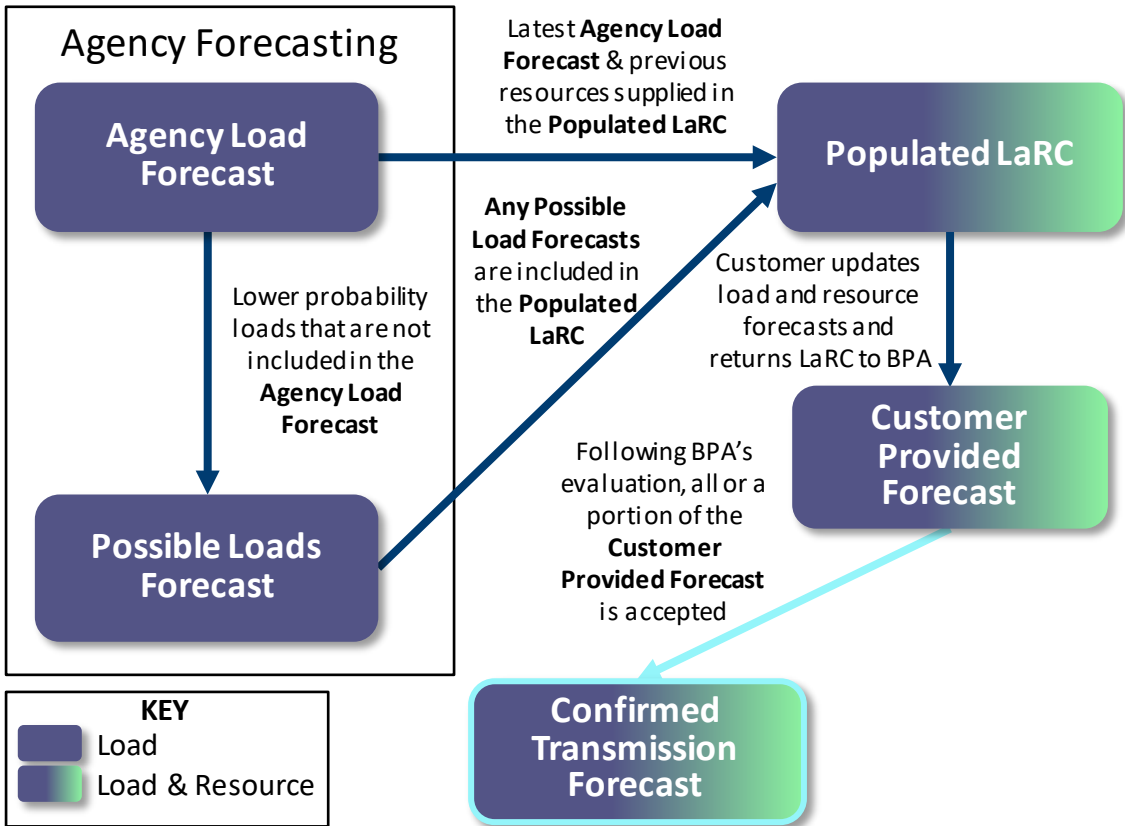 Agency Forecasting
Agency Load
Forecast
Latest Agency Load
Forecast & previous
resources supplied in
the Populated LaRC
Populated LaRC
Any Possible
Load Forecasts
are included in
the Populated
LaRC
Lower probability
loads that are not
included in the
Agency Load
Forecast
Customer updates
load and resource
forecasts and
returns LaRC to BPA
Customer
Provided
Forecast
Possible Loads
Forecast
Following BPA’s
evaluation, all or a
portion of the
Customer
Provided Forecast
is accepted
Confirmed
Transmission
Forecast
KEY
Load
Load & Resource